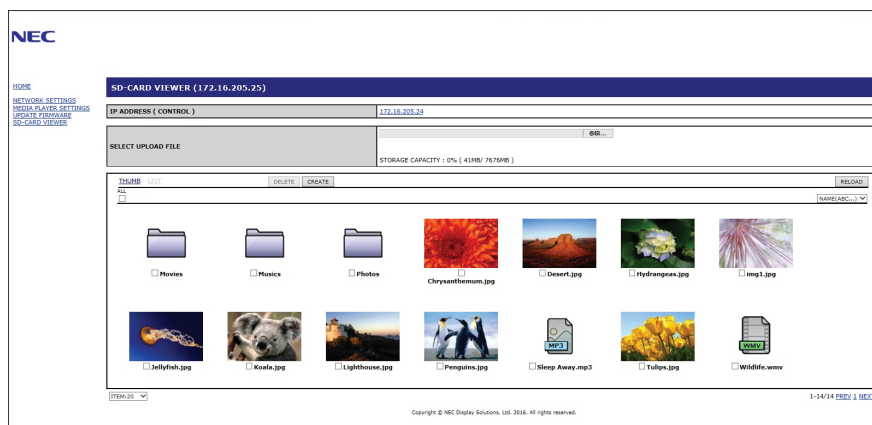 NEC
HOME
NETWORK SETTINGS
MEDIA PLAYER SETTINGS
UPDATE FIRMWARE
SD-CARD VIEWER
SD-CARD VIEWER (172.16.205.25)
IP ADDRESS ( CONTROL )
172.16.205.24
SELECT UPLOAD FILE
STORAGE CAPACITY : 0% ( 41MB/ 7676MB )
THUMB LIST DELETE CREATE RELOAD
ALL
NAME(ABC...)
Movies Musics Photos Chrysanthemum.jpg Desert.jpg Hydrangeas.jpg img1.jpg
MP3 WMV
Jellyfish.jpg Koala.jpg Lighthouse.jpg Penguins.jpg Sleep Away.mp3 Tulips.jpg Wildlife.wmv
ITEM:20
1-14/14 PREV 1 NEXT
Copyright © NEC Display Solutions, Ltd. 2016. All rights reserved.